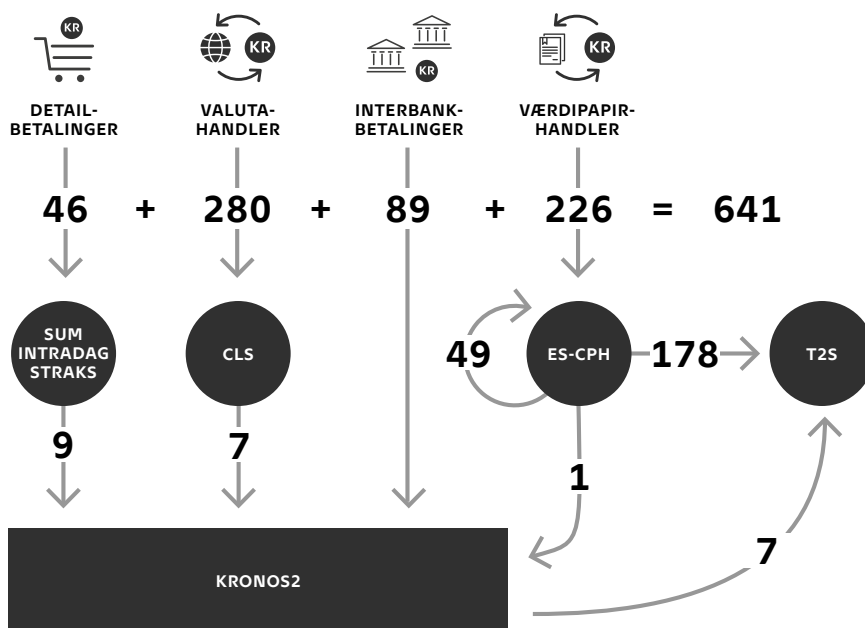 KR
KR
KR
KR
DETAIL-
BETALINGER
VALUTA-
HANDLER
INTERBANK-
BETALINGER
VÆRDIPAPIR-
HANDLER
46 + 280 + 89 + 226 = 641
SUM
INTRADAG
STRAKS
CLS
49
ES-CPH
178
T2S
9
7
1
KRONOS2
7